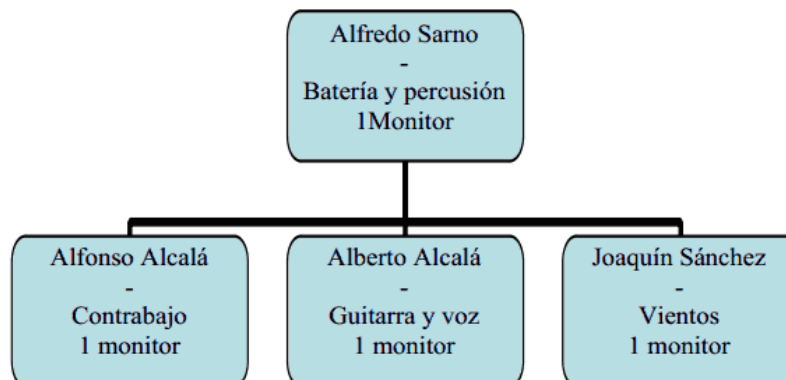 Alfredo Sarno
-
Batería y percusión
1Monitor
Alfonso Alcalá
-
Contrabajo
1 monitor
Alberto Alcalá
-
Guitarra y voz
1 monitor
Joaquín Sánchez
-
Vientos
1 monitor